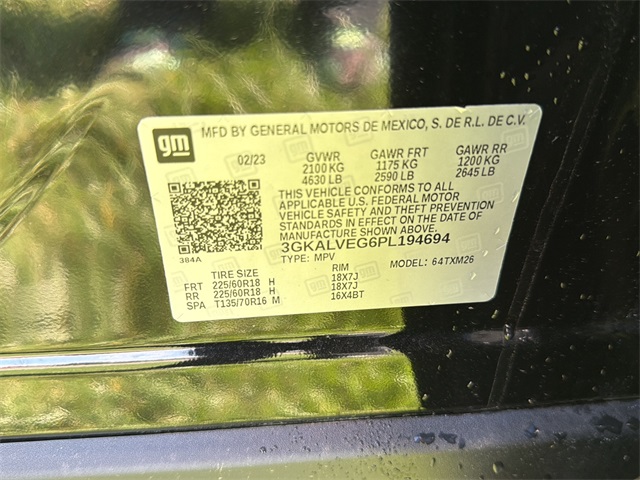 gm
MFD BY GENERAL MOTORS DE MEXICO, S. DE R.L. DE C.V.
02/23 GVWR GAWR FRT GAWR RR
2100 KG 1175 KG 1200 KG
4630 LB 2590 LB 2645 LB
THIS VEHICLE CONFORMS TO ALL
APPLICABLE U.S. FEDERAL MOTOR
VEHICLE SAFETY AND THEFT PREVENTION
STANDARDS IN EFFECT ON THE DATE OF
MANUFACTURE SHOWN ABOVE.
384A 3GKALVEG6PL194694
TYPE: MPV MODEL: 64TXM26
TIRE SIZE RIM
FRT 225/60R18 H 18X7J
RR 225/60R18 H 18X7J
SPA T135/70R16 M 16X4BT